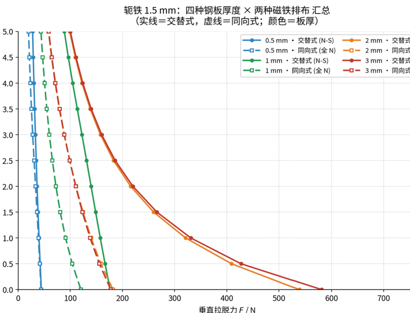 轭铁 1.5 mm：四种钢板厚度 × 两种磁铁排布 汇总
（实线=交替式，虚线=同向式；颜色=板厚）
0.5 mm · 交替式 (N-S)
0.5 mm · 同向式 (全 N)
1 mm · 交替式 (N-S)
1 mm · 同向式 (全 N)
2 mm · 交替式
2 mm · 同向式
3 mm · 交替式
3 mm · 同向式
5.0
4.5
4.0
3.5
3.0
2.5
2.0
1.5
1.0
0.5
0.0
0 100 200 300 400 500 600 700
垂直拉脱力 F / N